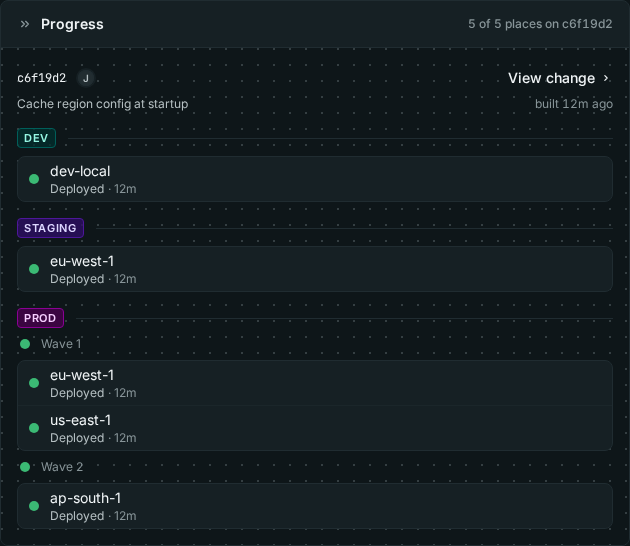 » Progress
5 of 5 places on c6f19d2
c6f19d2 J
View change ›
Cache region config at startup
built 12m ago
DEV
dev-local
Deployed · 12m
STAGING
eu-west-1
Deployed · 12m
PROD
Wave 1
eu-west-1
Deployed · 12m
us-east-1
Deployed · 12m
Wave 2
ap-south-1
Deployed · 12m